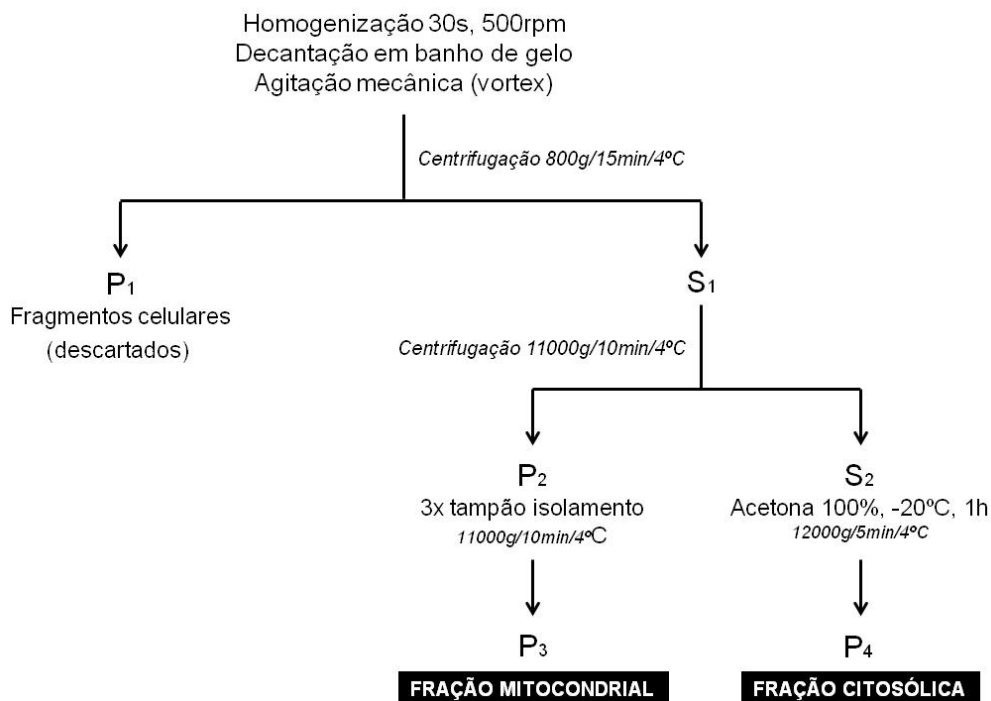 Homogenização 30s, 500rpm
Decantação em banho de gelo
Agitação mecânica (vortex)
Centrifugação 800g/15min/4ºC
P1
Fragmentos celulares
(descartados)
S1
Centrifugação 11000g/10min/4ºC
P2
3x tampão isolamento
11000g/10min/4ºC
S2
Acetona 100%, -20ºC, 1h
12000g/5min/4ºC
P3
FRAÇÃO MITOCONDRIAL
P4
FRAÇÃO CITOSÓLICA